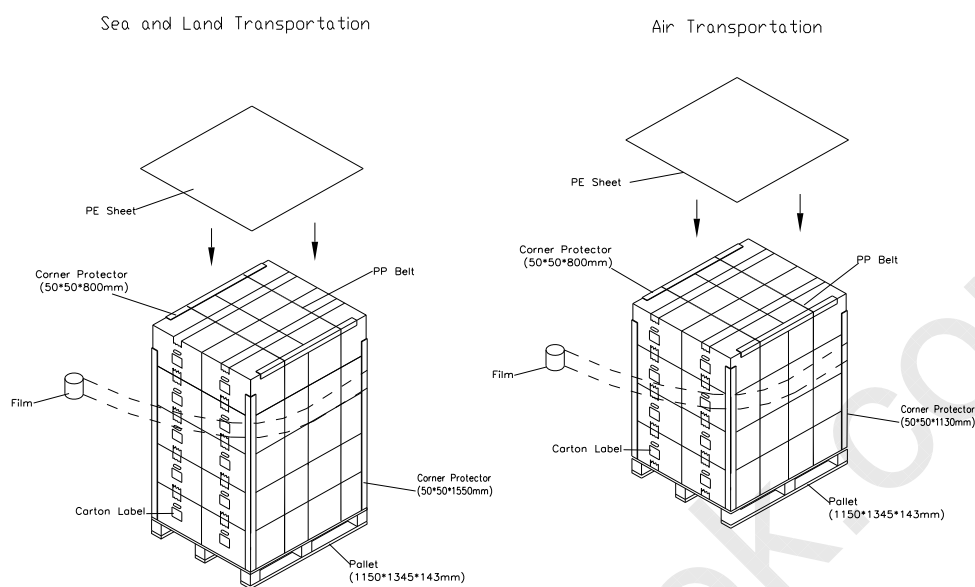 Sea and Land Transportation
PE Sheet
Corner Protector
(50*50*800mm)
PP Belt
Film
Corner Protector
(50*50*1550mm)
Carton Label
Pallet
(1150*1345*143mm)
Air Transportation
PE Sheet
Corner Protector
(50*50*800mm)
PP Belt
Film
Corner Protector
(50*50*1130mm)
Carton Label
Pallet
(1150*1345*143mm)